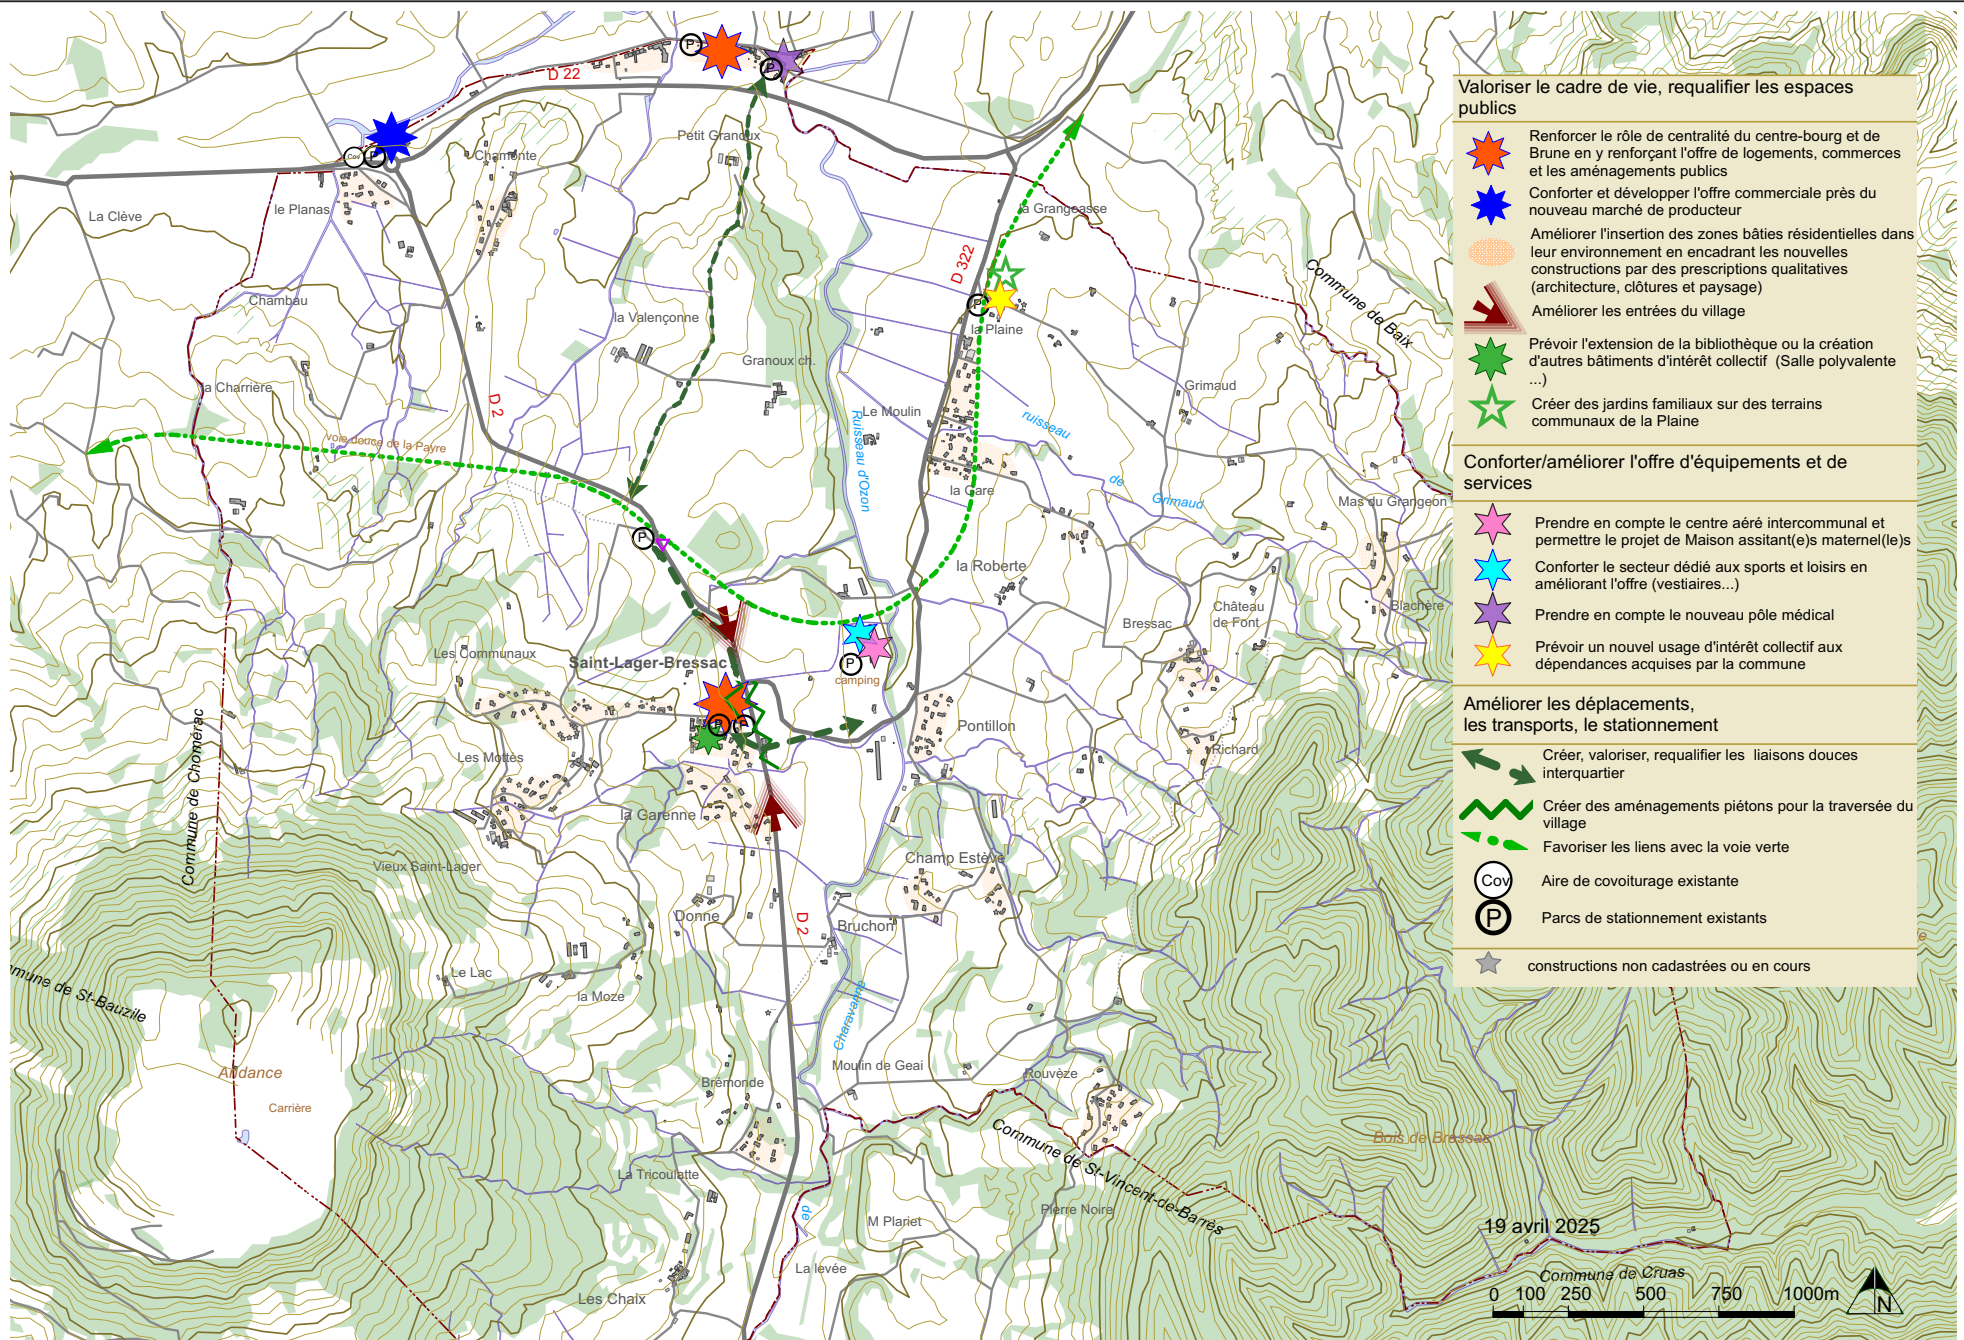 D 22
P
P
Petit Granoux
Cov
P
Chamonte
La Clève
le Planas
la Grangeasse
D 322
Chambau
la Valençonne
P
la Plaine
Commune de Baix
Granoux ch.
la Charrière
D 2
Le Moulin
Grimaud
ruisseau
voie douce de la Payre
Ruisseau d'Ozon
la Gare
de
Grimaud
Mas du Grangeon
P
la Roberte
Blachère
Château
de Font
Bressac
Les Communaux
Saint-Lager-Bressac
P
camping
Commune de Chomérac
P
P
Pontillon
Richard
Les Mottes
la Garenne
Vieux Saint-Lager
Champ Estève
Donne
D 2
Bruchon
Le Lac
la Moze
mmune de St-Bauzile
Charavanne
Andance
Carrière
Moulin de Geai
Brémonde
Rouvèze
Commune de St-Vincent-de-Barrès
Bois de Bressac
La Tricoulatte
de
M Plariet
Pierre Noire
La levée
Les Chaix
Valoriser le cadre de vie, requalifier les espaces
publics
Renforcer le rôle de centralité du centre-bourg et de
Brune en y renforçant l'offre de logements, commerces
et les aménagements publics
Conforter et développer l'offre commerciale près du
nouveau marché de producteur
Améliorer l'insertion des zones bâties résidentielles dans
leur environnement en encadrant les nouvelles
constructions par des prescriptions qualitatives
(architecture, clôtures et paysage)
Améliorer les entrées du village
Prévoir l'extension de la bibliothèque ou la création
d'autres bâtiments d'intérêt collectif (Salle polyvalente
...)
Créer des jardins familiaux sur des terrains
communaux de la Plaine
Conforter/améliorer l'offre d'équipements et de
services
Prendre en compte le centre aéré intercommunal et
permettre le projet de Maison assitant(e)s maternel(le)s
Conforter le secteur dédié aux sports et loisirs en
améliorant l'offre (vestiaires...)
Prendre en compte le nouveau pôle médical
Prévoir un nouvel usage d'intérêt collectif aux
dépendances acquises par la commune
Améliorer les déplacements,
les transports, le stationnement
Créer, valoriser, requalifier les liaisons douces
interquartier
Créer des aménagements piéton pour la traversée du
village
Favoriser les liens avec la voie verte
Cov Aire de covoiturage existante
P Parcs de stationnement existants
constructions non cadastrées ou en cours
19 avril 2025
Commune de Cruas
0 100 250 500 750 1000m
N